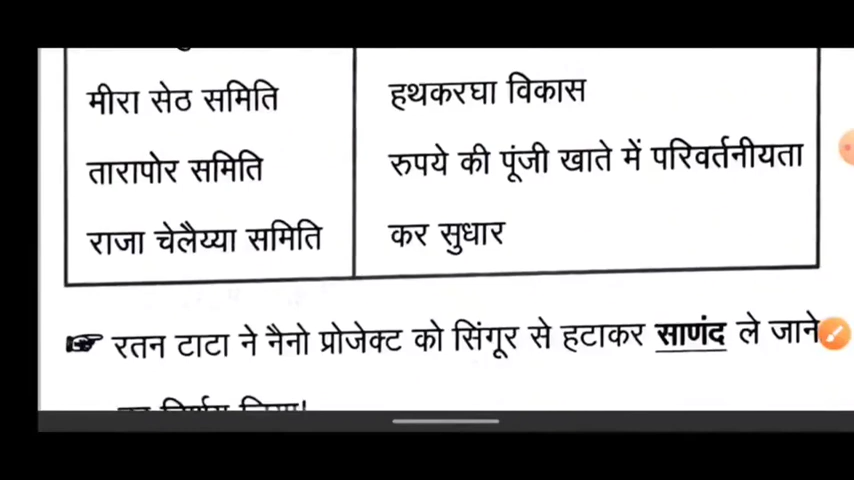 मीरा सेठ समिति हथकरघा विकास
तारापोर समिति रुपये की पूंजी खाते में परिवर्तनीयता
राजा चेलैय्या समिति कर सुधार
रतन टाटा ने नैनो प्रोजेक्ट को सिंगूर से हटाकर साणंद ले जाने